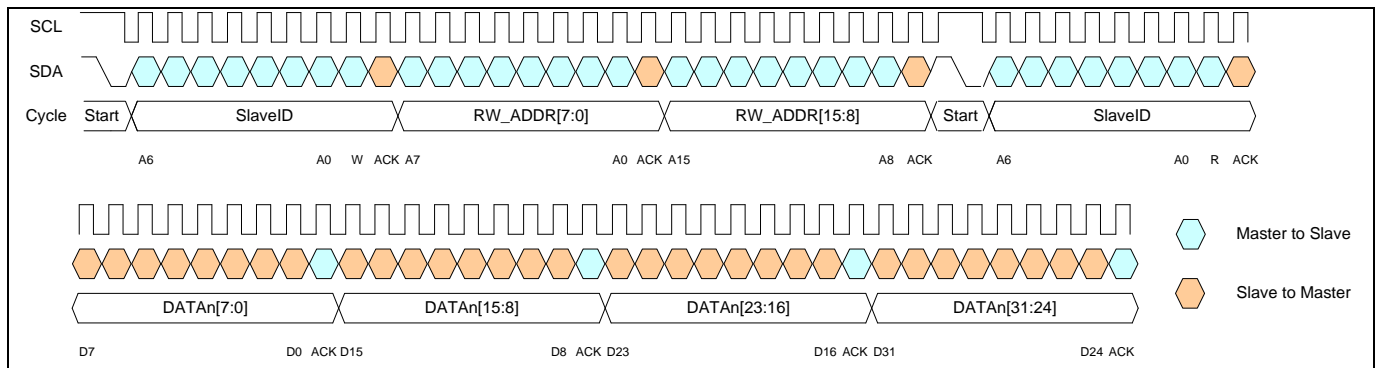 SCL
SDA
Cycle Start SlaveID RW_ADDR[7:0] RW_ADDR[15:8] Start SlaveID
A6 A0 W ACK A7 A0 ACK A15 A8 ACK A6 A0 R ACK
Master to Slave
Slave to Master
DATAn[7:0] DATAn[15:8] DATAn[23:16] DATAn[31:24]
D7 D0 ACK D15 D8 ACK D23 D16 ACK D31 D24 ACK